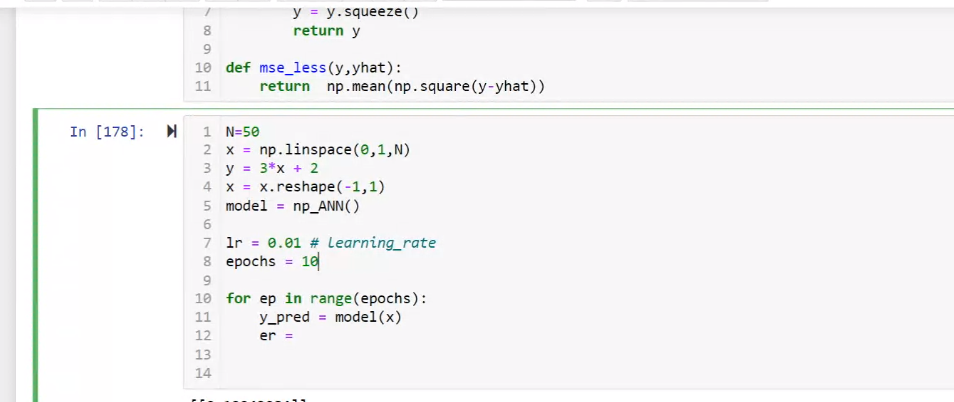 7 y = y.squeeze()
8 return y
9
10 def mse_less(y,yhat):
11 return np.mean(np.square(y-yhat))
In [178]:
1 N=50
2 x = np.linspace(0,1,N)
3 y = 3*x + 2
4 x = x.reshape(-1,1)
5 model = np_ANN()
6
7 lr = 0.01 # learning_rate
8 epochs = 10
9
10 for ep in range(epochs):
11 y_pred = model(x)
12 er =
13
14